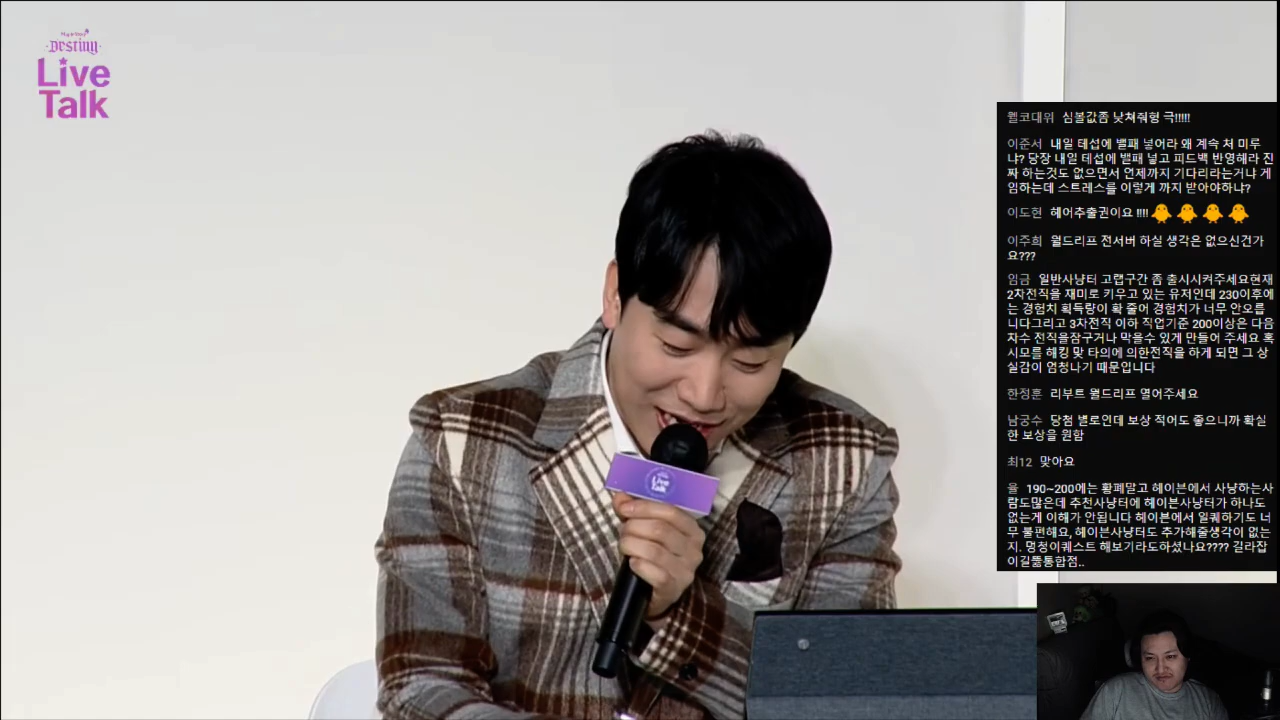 Destiny
Live
Talk
Live
Talk
웰코대위 심볼값좀 낮쳐줘형 극!!!!!
이준서 내일 테섭에 밸패 넣어라 왜 계속 처 미루
냐? 당장 내일 테섭에 밸패 넣고 피드백 반영해라 진
짜 하는것도 없으면서 언제까지 기다리라는거냐 게
임하는데 스트레스를 이렇게 까지 받아야하냐?
이도현 헤어추출권이요 !!!!
이주희 월드리프 전서버 하실 생각은 없으신건가
요???
임금 일반사냥터 고랩구간 좀 출시시켜주세요현재
2차전직을 재미로 키우고 있는 유저인데 230이후에
는 경험치 획득량이 확 줄어 경험치가 너무 안오릅
니다그리고 3차전직 이하 직업기준 200이상은 다음
차수 전직을잠구거나 막을수 있게 만들어 주세요 혹
시모를 해킹 맞 타의에 의한전직을 하게 되면 그 상
실감이 엄청나기 때문입니다
한정훈 리부트 월드리프 열어주세요
남궁수 당첨 별로인데 보상 적어도 좋으니까 확실
한 보상을 원함
최12 맞아요
율 190~200에는 황폐말고 헤이븐에서 사냥하는사
람도많은데 추천사냥터에 헤이븐사냥터가 하나도
없는게 이해가 안됩니다 헤이븐에서 일퀘하기도 너
무 불편해요, 헤이븐사냥터도 추가해줄생각이 없는
지. 멍청이퀘스트 해보기라도하셨나요???? 길라잡
이길뚫통합점..